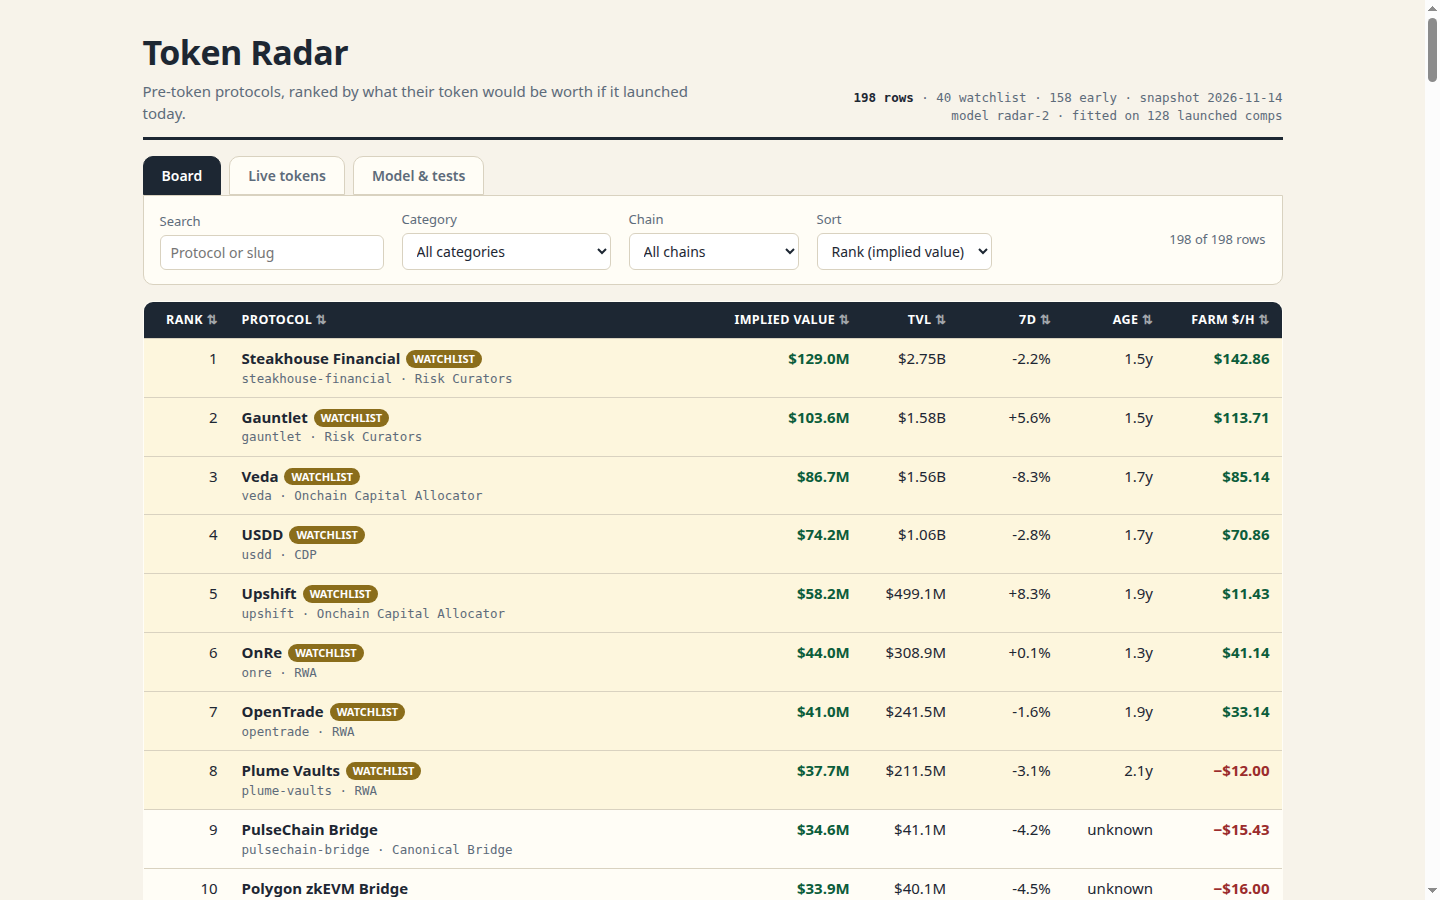 Token Radar
Pre-token protocols, ranked by what their token would be worth if it launched
today.
198 rows · 40 watchlist · 158 early · snapshot 2026-11-14
model radar-2 · fitted on 128 launched comps
Board Live tokens Model & tests
Search Category Chain Sort
Protocol or slug All categories All chains Rank (implied value) 198 of 198 rows
RANK ⇅ PROTOCOL ⇅ IMPLIED VALUE ⇅ TVL ⇅ 7D ⇅ AGE ⇅ FARM $/H ⇅
1 Steakhouse Financial WATCHLIST $129.0M $2.75B -2.2% 1.5y $142.86
steakhouse-financial · Risk Curators
2 Gauntlet WATCHLIST $103.6M $1.58B +5.6% 1.5y $113.71
gauntlet · Risk Curators
3 Veda WATCHLIST $86.7M $1.56B -8.3% 1.7y $85.14
veda · Onchain Capital Allocator
4 USDD WATCHLIST $74.2M $1.06B -2.8% 1.7y $70.86
usdd · CDP
5 Upshift WATCHLIST $58.2M $499.1M +8.3% 1.9y $11.43
upshift · Onchain Capital Allocator
6 OnRe WATCHLIST $44.0M $308.9M +0.1% 1.3y $41.14
onre · RWA
7 OpenTrade WATCHLIST $41.0M $241.5M -1.6% 1.9y $33.14
opentrade · RWA
8 Plume Vaults WATCHLIST $37.7M $211.5M -3.1% 2.1y −$12.00
plume-vaults · RWA
9 PulseChain Bridge $34.6M $41.1M -4.2% unknown −$15.43
pulsechain-bridge · Canonical Bridge
10 Polygon zkEVM Bridge $33.9M $40.1M -4.5% unknown −$16.00